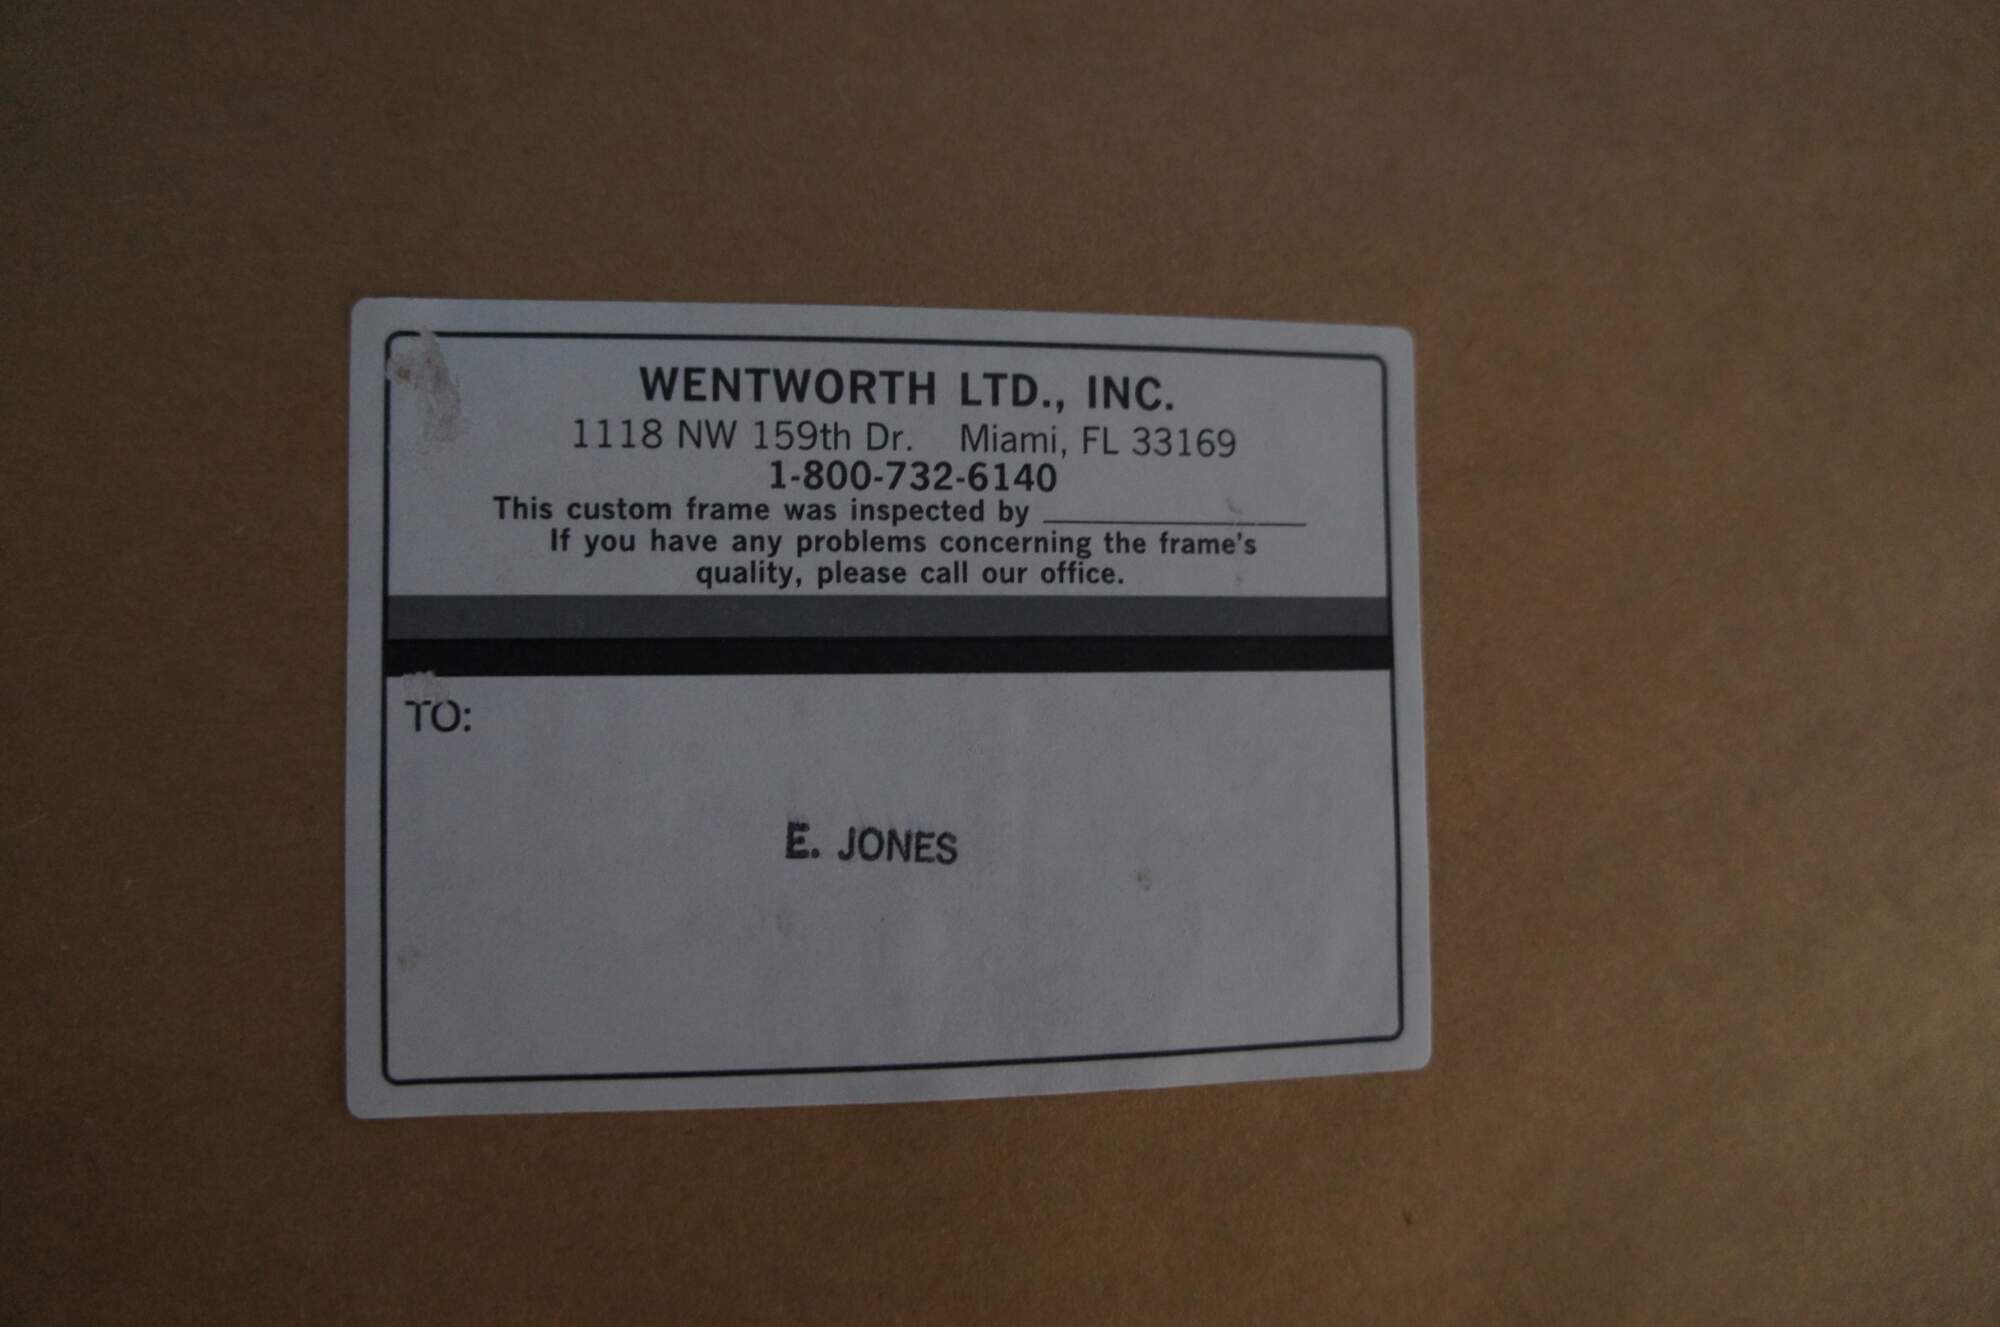 WENTWORTH LTD., INC.
1118 NW 159th Dr. Miami, FL 33169
1-800-732-6140
This custom frame was inspected by
If you have any problems concerning the frame's
quality, please call our office.
TO:
E. JONES